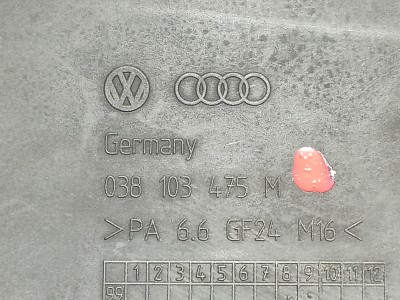 Germany
038 103 475 M
>PA 6.6 GF24 M16<
1 2 3 4 5 6 7 8 9 10 11 12
99